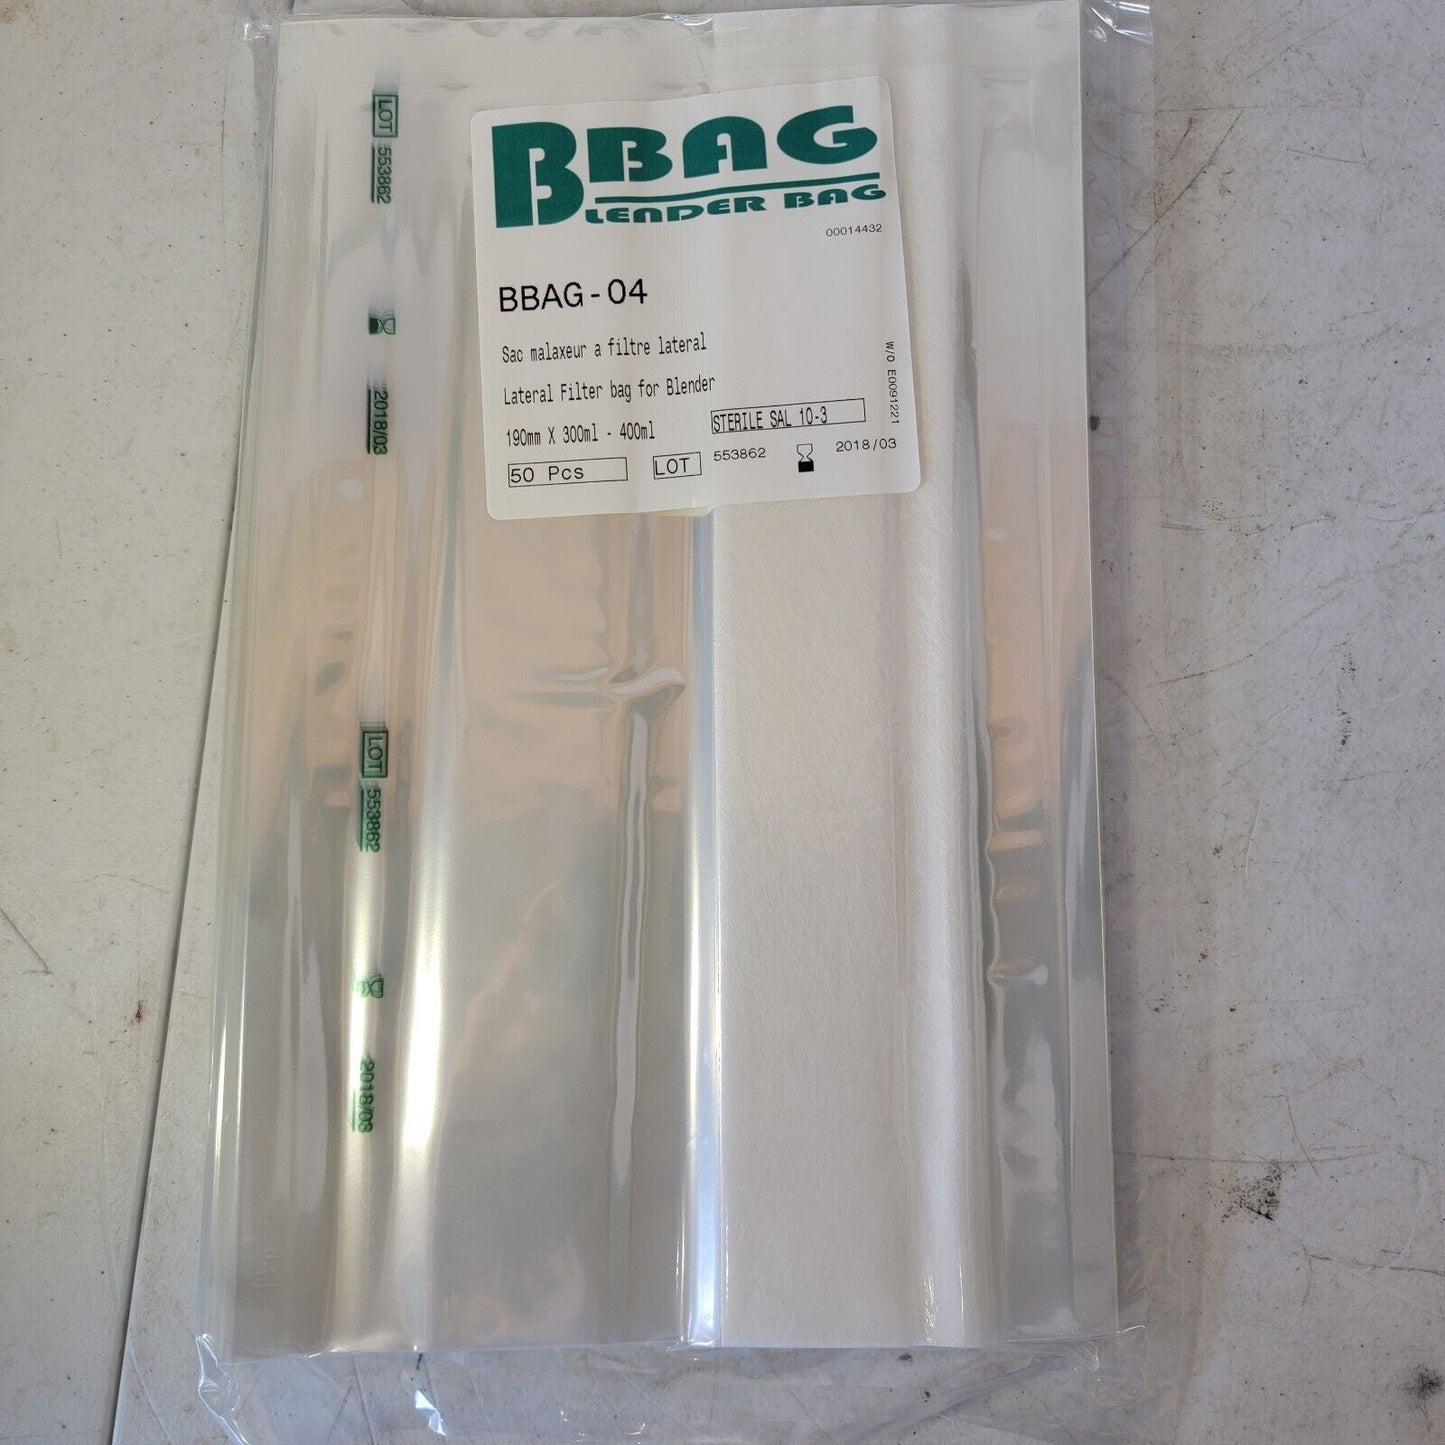 BBAG
BLENDER BAG
00014432
BBAG-04
Sac malaxeur a filtre lateral
Lateral Filter bag for Blender
190mm X 300ml - 400ml
STERILE SAL 10-3
50 Pcs
LOT
553862
2018/03
W/O E0091221
LOT 553862
2018/03
LOT 553862
2018/03